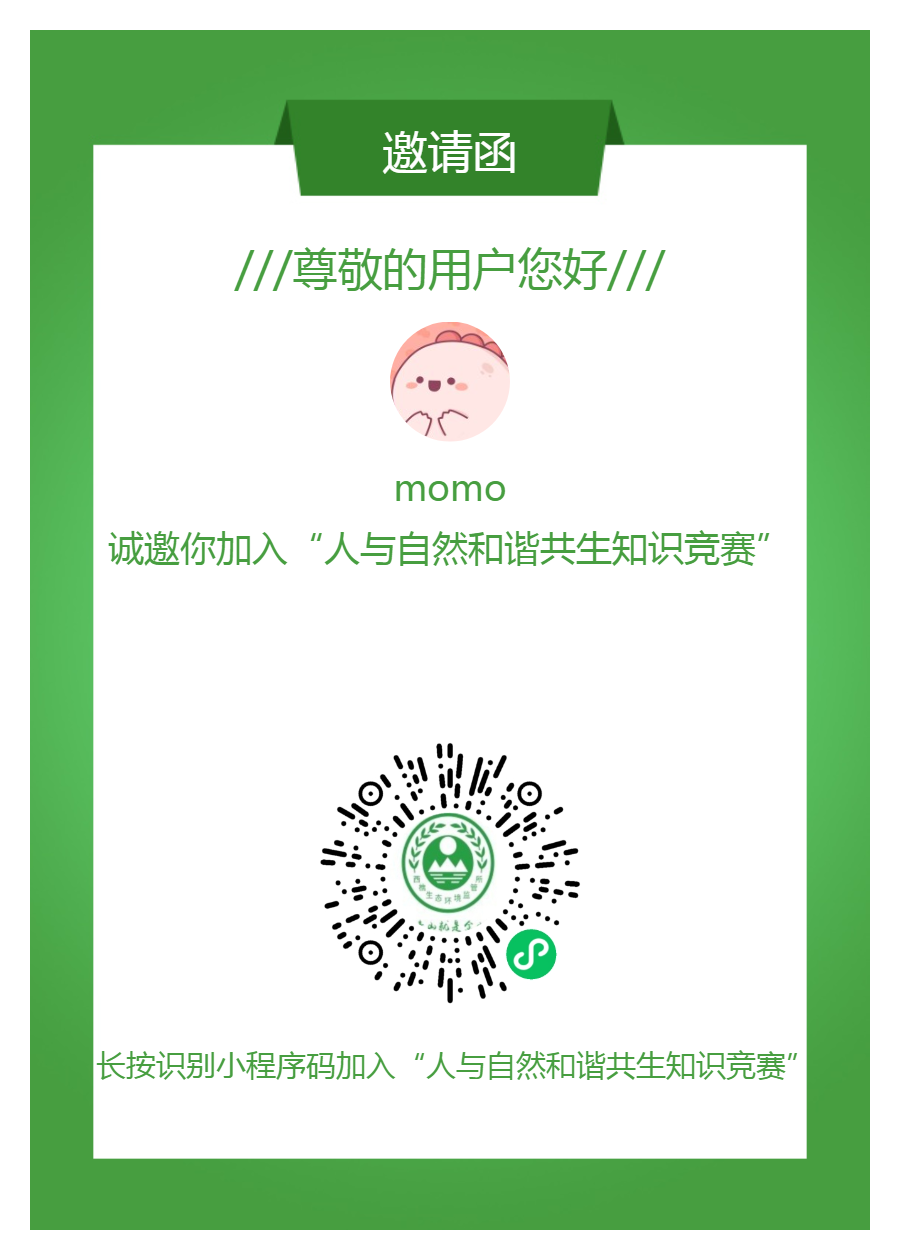 邀请函
///尊敬的用户您好///
momo
诚邀你加入“人与自然和谐共生知识竞赛”
长按识别小程序码加入“人与自然和谐共生知识竞赛”